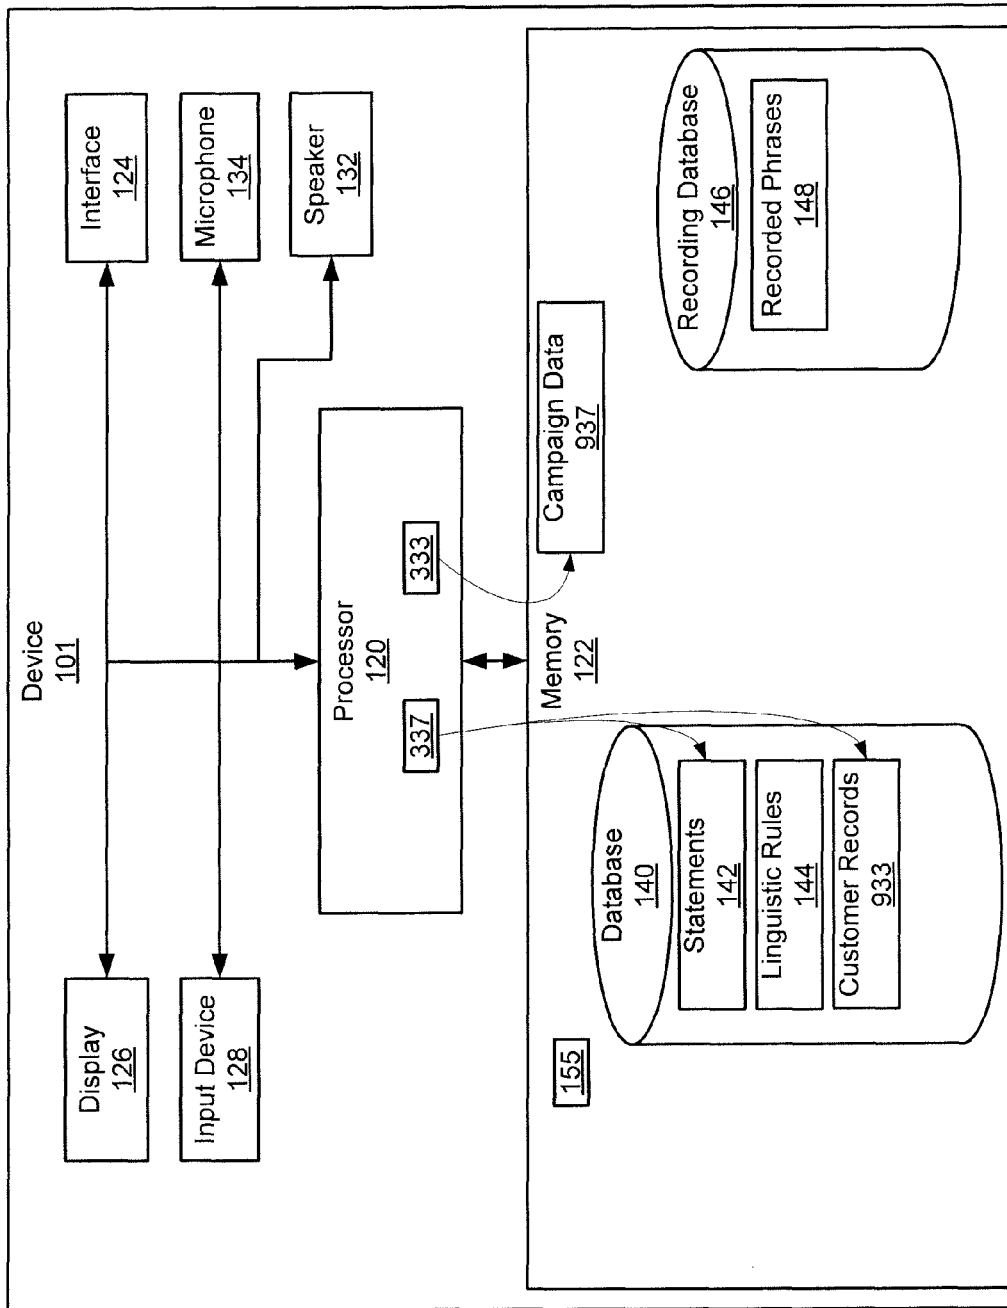 Device
101
Display
126
Interface
124
Input Device
128
Microphone
134
Speaker
132
Processor
120
337
333
Memory
122
155
Campaign Data
937
Database
140
Statements
142
Linguistic Rules
144
Customer Records
933
Recording Database
146
Recorded Phrases
148